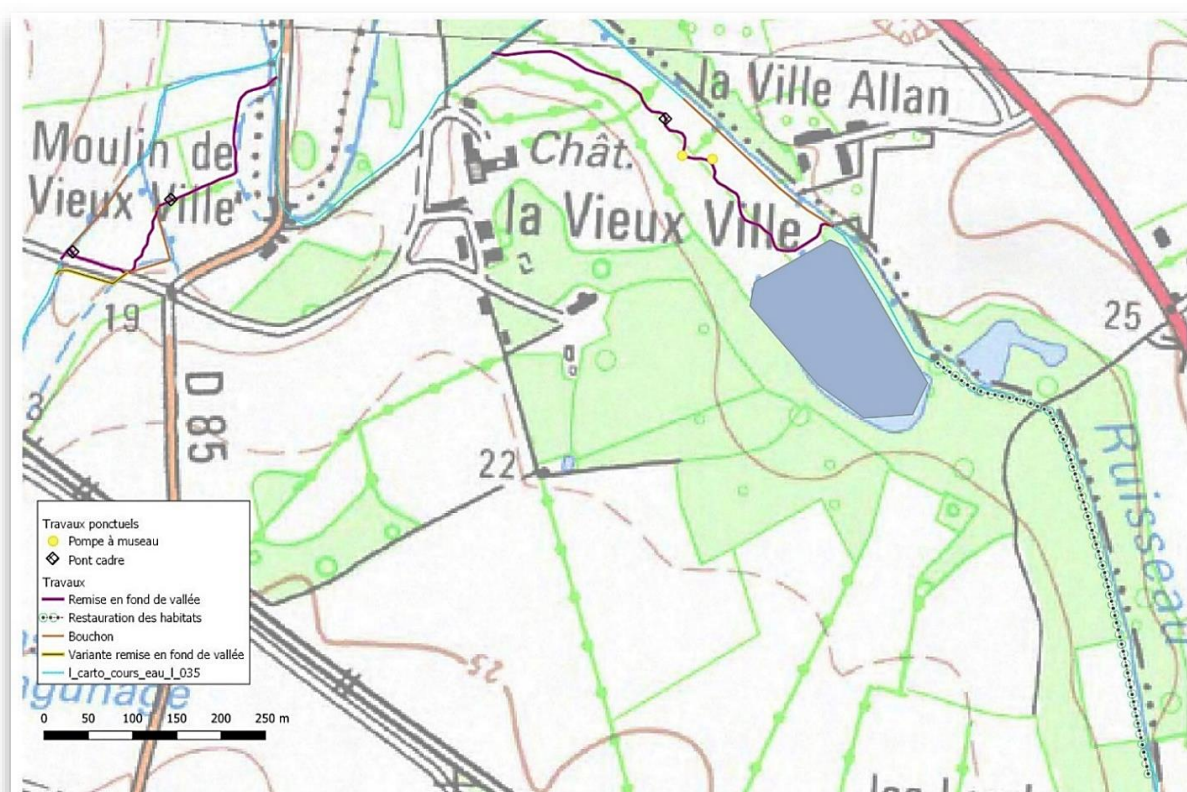 la Ville Allan
Moulin de
Vieux Ville
Chât.
la Vieux Ville
19
25
D 85
3
22
Ruisseau
25
Travaux ponctuels
Pompe à museau
Pont cadre
Travaux
Remise en fond de vallée
Restauration des habitats
Bouchon
Variante remise en fond de vallée
l_carto_cours_eau_l_035
0 50 100 150 200 250 m